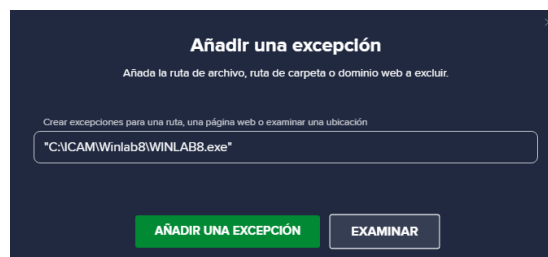 Añadir una excepción
Añada la ruta de archivo, ruta de carpeta o dominio web a excluir.
Crear excepciones para una ruta, una página web o examinar una ubicación
"C:\ICAM\Winlab8\WINLAB8.exe"
AÑADIR UNA EXCEPCIÓN EXAMINAR